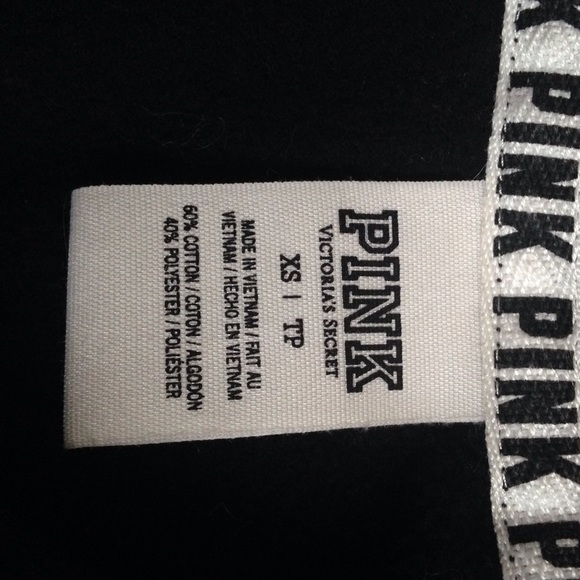 PINK
VICTORIA'S SECRET
XS | TP
MADE IN VIETNAM / FAIT AU
VIETNAM / HECHO EN VIETNAM
60% COTTON / COTON / ALGODÓN
40% POLYESTER / POLIÉSTER
K PINK PINK PINK